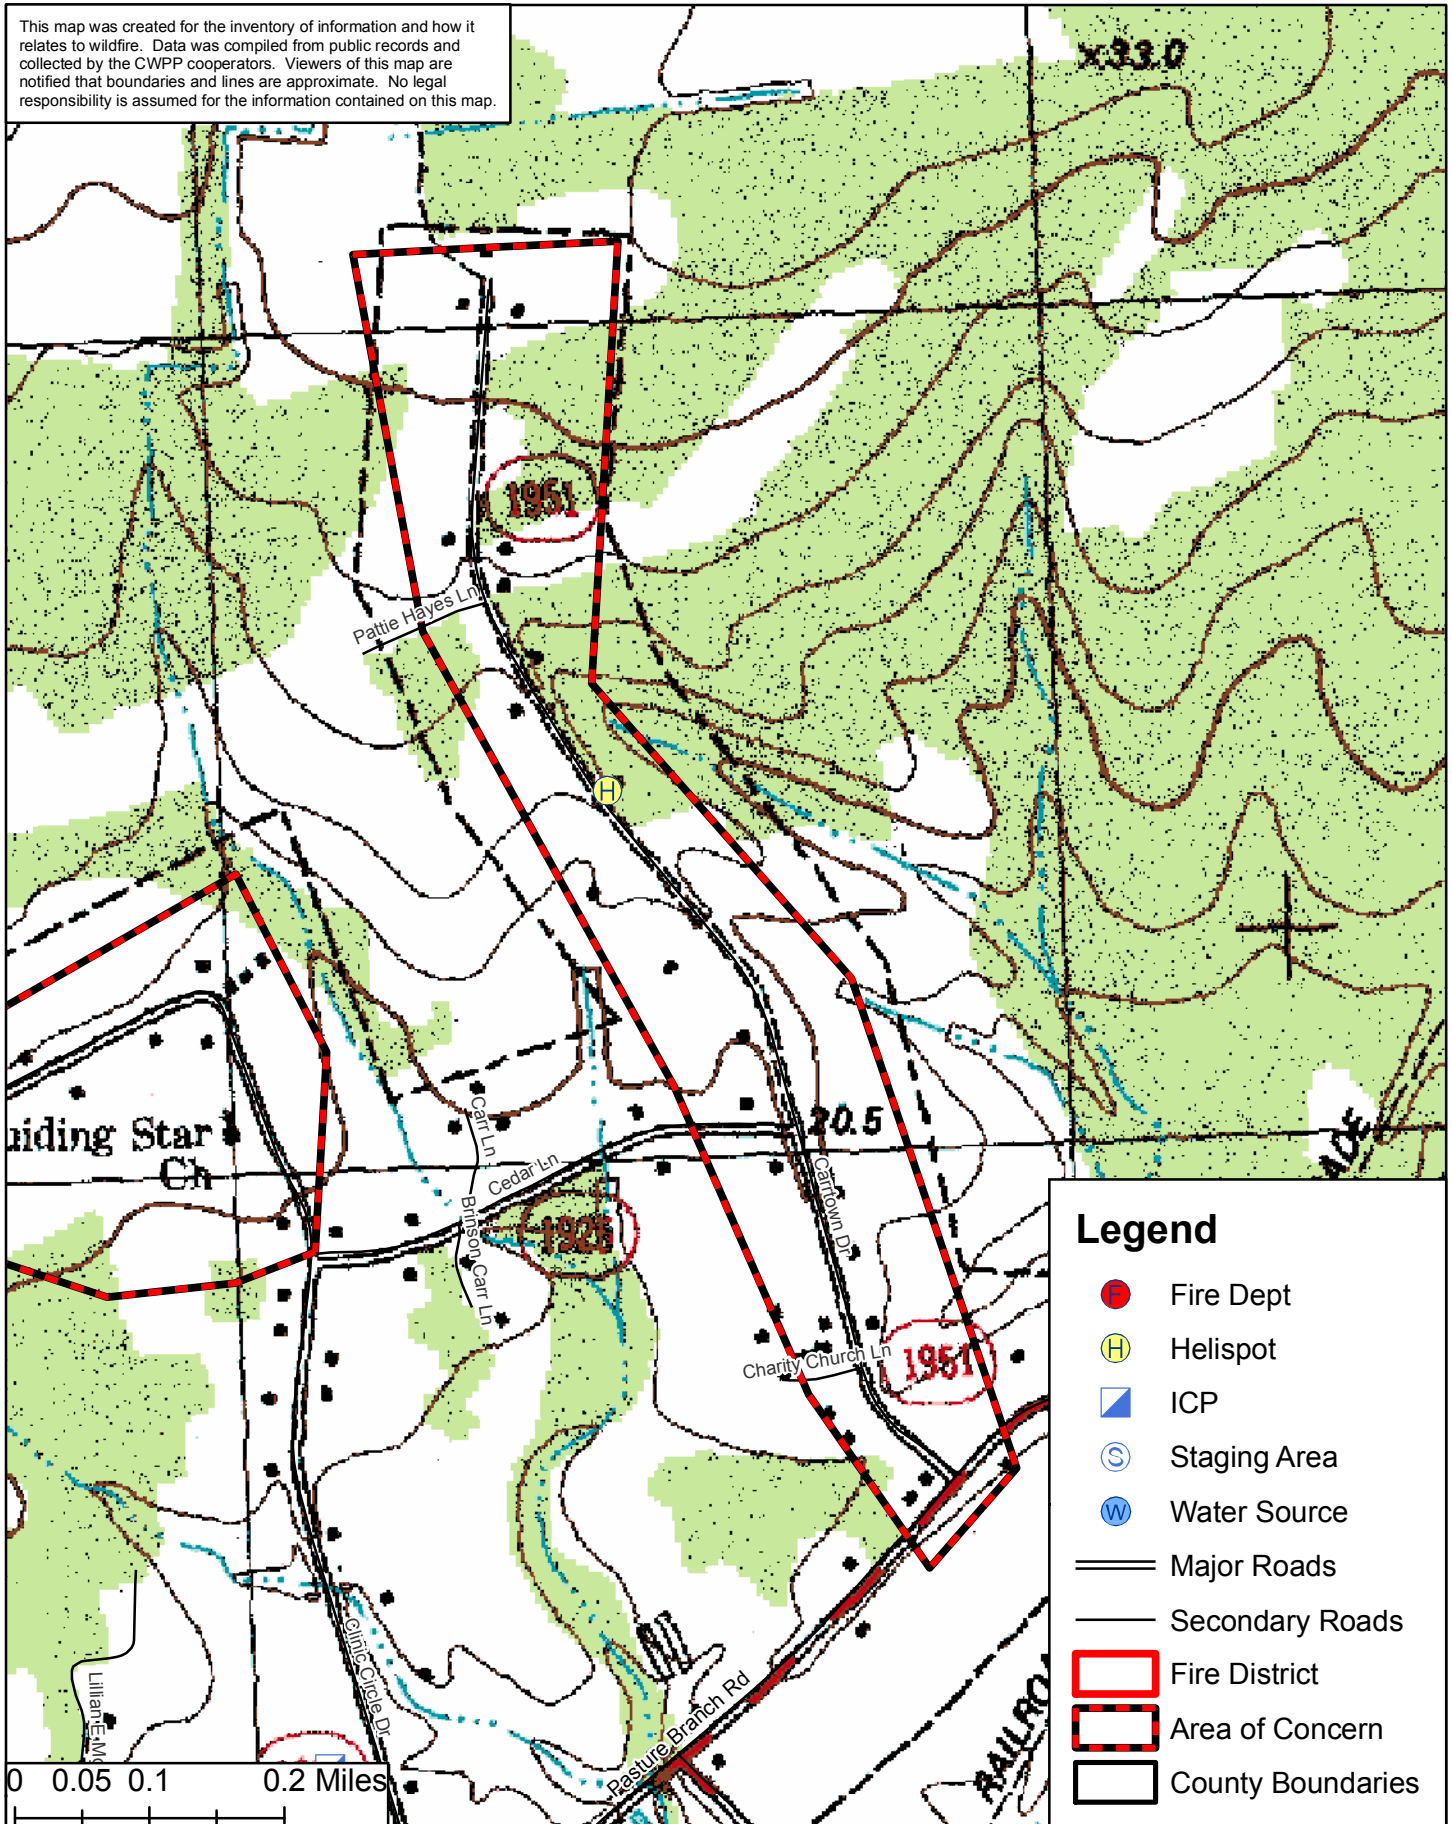 This map was created for the inventory of information and how it
relates to wildfire. Data was compiled from public records and
collected by the CWPP cooperators. Viewers of this map are
notified that boundaries and lines are approximate. No legal
responsibility is assumed for the information contained on this map.
x33.0
1951
Pattie Hayes Ln
H
uiding Star
Ch
Carr Ln
Cedar Ln
Brinson Carr Ln
20.5
Carrtown Dr
ADE
Charity Church Ln
1951
Clinic Circle Dr
Lillian E Mc
Pasture Branch Rd
RAILRO
0 0.05 0.1 0.2 Miles
Legend
F Fire Dept
H Helispot
ICP
S Staging Area
W Water Source
Major Roads
Secondary Roads
Fire District
Area of Concern
County Boundaries